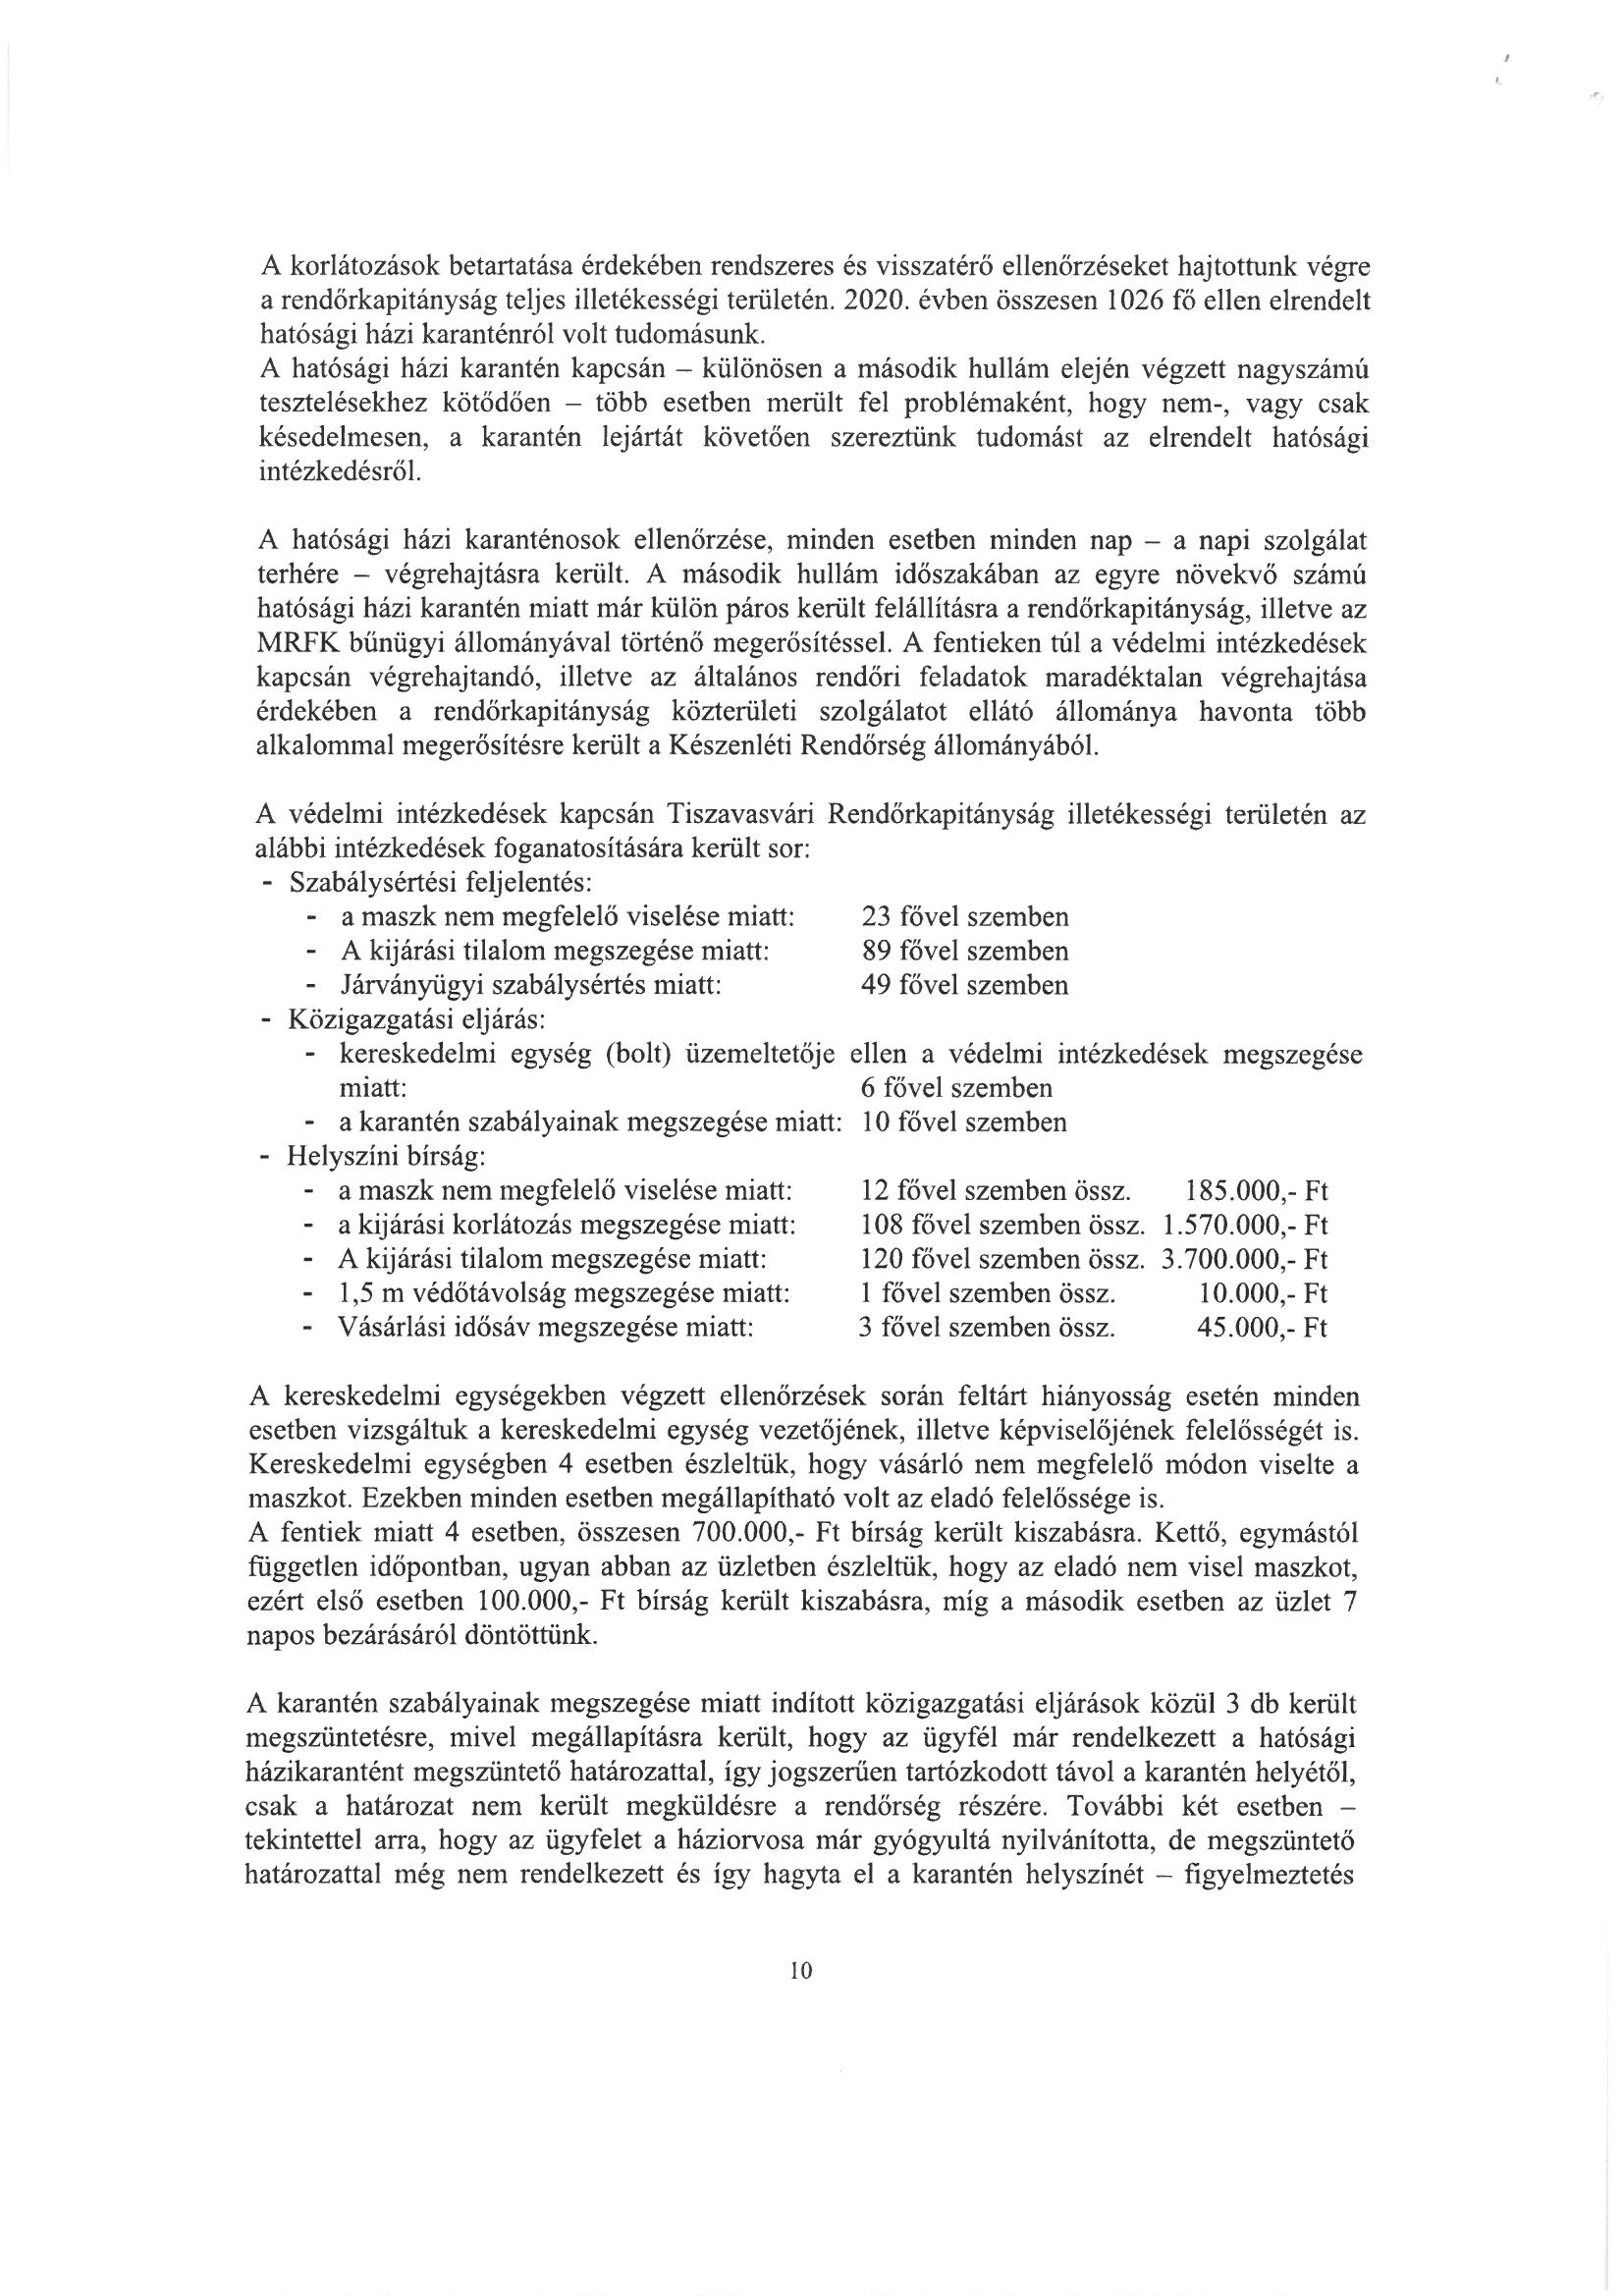 A korlátozások betartatása érdekében rendszeres és visszatérő ellenőrzéseket hajtottunk végre
a rendőrkapitányság teljes illetékességi területén. 2020. évben összesen 1026 fő ellen elrendelt
hatósági házi karanténról volt tudomásunk.
A hatósági házi karantén kapcsán – különösen a második hullám elején végzett nagyszámú
tesztelésekhez kötődően – több esetben merült fel problémaként, hogy nem-, vagy csak
késedelmesen, a karantén lejártát követően szereztünk tudomást az elrendelt hatósági
intézkedésről.
A hatósági házi karanténosok ellenőrzése, minden esetben minden nap – a napi szolgálat
terhére – végrehajtásra került. A második hullám időszakában az egyre növekvő számú
hatósági házi karantén miatt már külön páros került felállításra a rendőrkapitányság, illetve az
MRFK bűnügyi állományával történő megerősítéssel. A fentieken túl a védelmi intézkedések
kapcsán végrehajtandó, illetve az általános rendőri feladatok maradéktalan végrehajtása
érdekében a rendőrkapitányság közterületi szolgálatot ellátó állománya havonta több
alkalommal megerősítésre került a Készenléti Rendőrség állományából.
A védelmi intézkedések kapcsán Tiszavasvári Rendőrkapitányság illetékességi területén az
alábbi intézkedések foganatosítására került sor:
- Szabálysértési feljelentés:
- a maszk nem megfelelő viselése miatt: 23 fővel szemben
- A kijárási tilalom megszegése miatt: 89 fővel szemben
- Járványügyi szabálysértés miatt: 49 fővel szemben
- Közigazgatási eljárás:
- kereskedelmi egység (bolt) üzemeltetője ellen a védelmi intézkedések megszegése
miatt: 6 fővel szemben
- a karantén szabályainak megszegése miatt: 10 fővel szemben
- Helyszíni bírság:
- a maszk nem megfelelő viselése miatt: 12 fővel szemben össz. 185.000,- Ft
- a kijárási korlátozás megszegése miatt: 108 fővel szemben össz. 1.570.000,- Ft
- A kijárási tilalom megszegése miatt: 120 fővel szemben össz. 3.700.000,- Ft
- 1,5 m védőtávolság megszegése miatt: 1 fővel szemben össz. 10.000,- Ft
- Vásárlási idősáv megszegése miatt: 3 fővel szemben össz. 45.000,- Ft
A kereskedelmi egységekben végzett ellenőrzések során feltárt hiányosság esetén minden
esetben vizsgáltuk a kereskedelmi egység vezetőjének, illetve képviselőjének felelősségét is.
Kereskedelmi egységben 4 esetben észleltük, hogy vásárló nem megfelelő módon viselte a
maszkot. Ezekben minden esetben megállapítható volt az eladó felelőssége is.
A fentiek miatt 4 esetben, összesen 700.000,- Ft bírság került kiszabásra. Kettő, egymástól
független időpontban, ugyan abban az üzletben észleltük, hogy az eladó nem visel maszkot,
ezért első esetben 100.000,- Ft bírság került kiszabásra, míg a második esetben az üzlet 7
napos bezárásáról döntöttünk.
A karantén szabályainak megszegése miatt indított közigazgatási eljárások közül 3 db került
megszüntetésre, mivel megállapításra került, hogy az ügyfél már rendelkezett a hatósági
házikarantént megszüntető határozattal, így jogszerűen tartózkodott távol a karantén helyétől,
csak a határozat nem került megküldésre a rendőrség részére. További két esetben –
tekintettel arra, hogy az ügyfelet a háziorvosa már gyógyultá nyilvánította, de megszüntető
határozattal még nem rendelkezett és így hagyta el a karantén helyszínét – figyelmeztetés
10